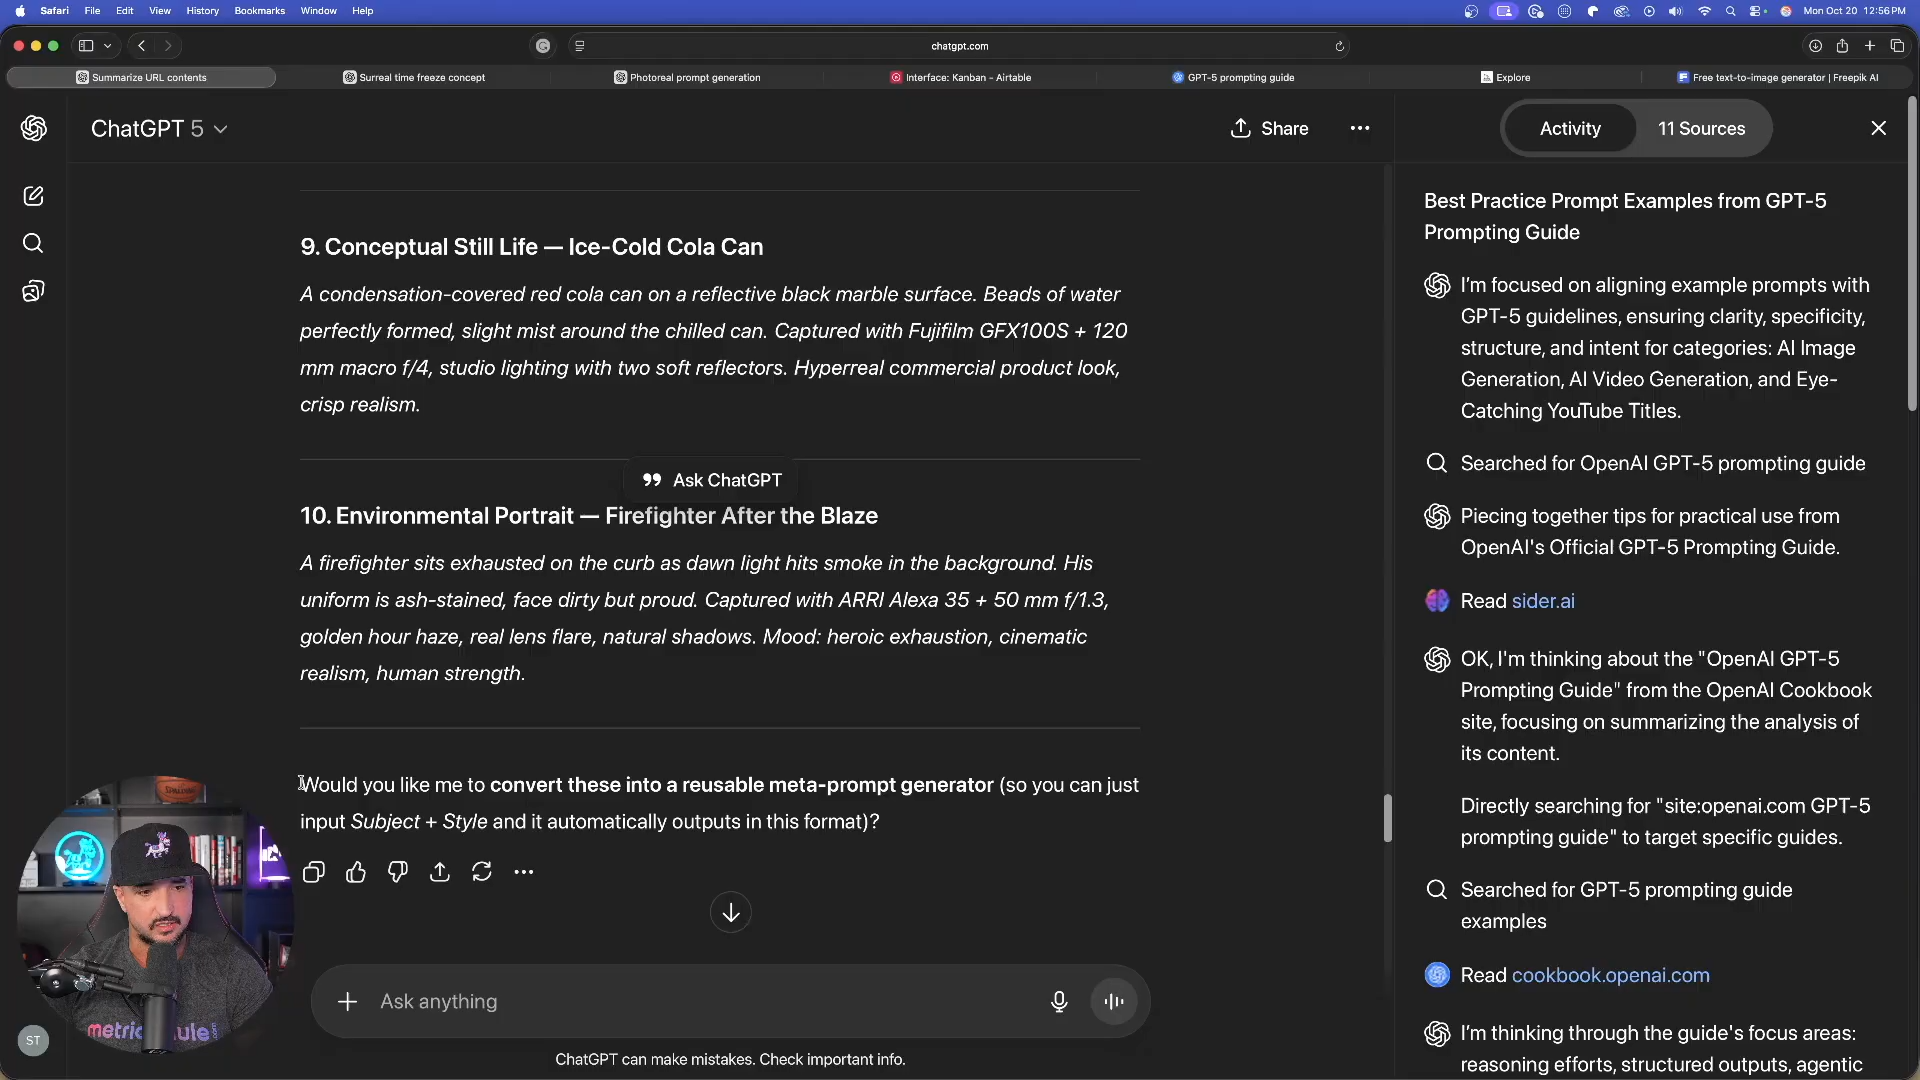 Safari File Edit View History Bookmarks Window Help
Mon Oct 20 12:56 PM
chatgpt.com
Summarize URL contents
Surreal time freeze concept
Photoreal prompt generation
Interface: Kanban – Airtable
GPT-5 prompting guide
Explore
Free text-to-image generator | Freepik AI
ChatGPT 5
Share
9. Conceptual Still Life — Ice-Cold Cola Can
A condensation-covered red cola can on a reflective black marble surface. Beads of water
perfectly formed, slight mist around the chilled can. Captured with Fujifilm GFX100S + 120
mm macro f/4, studio lighting with two soft reflectors. Hyperreal commercial product look,
crisp realism.
Ask ChatGPT
10. Environmental Portrait — Firefighter After the Blaze
A firefighter sits exhausted on the curb as dawn light hits smoke in the background. His
uniform is ash-stained, face dirty but proud. Captured with ARRI Alexa 35 + 50 mm f/1.3,
golden hour haze, real lens flare, natural shadows. Mood: heroic exhaustion, cinematic
realism, human strength.
Would you like me to convert these into a reusable meta-prompt generator (so you can just
input Subject + Style and it automatically outputs in this format)?
Ask anything
ChatGPT can make mistakes. Check important info.
ST
Activity
11 Sources
Best Practice Prompt Examples from GPT-5
Prompting Guide
I'm focused on aligning example prompts with
GPT-5 guidelines, ensuring clarity, specificity,
structure, and intent for categories: AI Image
Generation, AI Video Generation, and Eye-
Catching YouTube Titles.
Searched for OpenAI GPT-5 prompting guide
Piecing together tips for practical use from
OpenAI's Official GPT-5 Prompting Guide.
Read sider.ai
OK, I'm thinking about the "OpenAI GPT-5
Prompting Guide" from the OpenAI Cookbook
site, focusing on summarizing the analysis of
its content.
Directly searching for "site:openai.com GPT-5
prompting guide" to target specific guides.
Searched for GPT-5 prompting guide
examples
Read cookbook.openai.com
I'm thinking through the guide's focus areas:
reasoning efforts, structured outputs, agentic